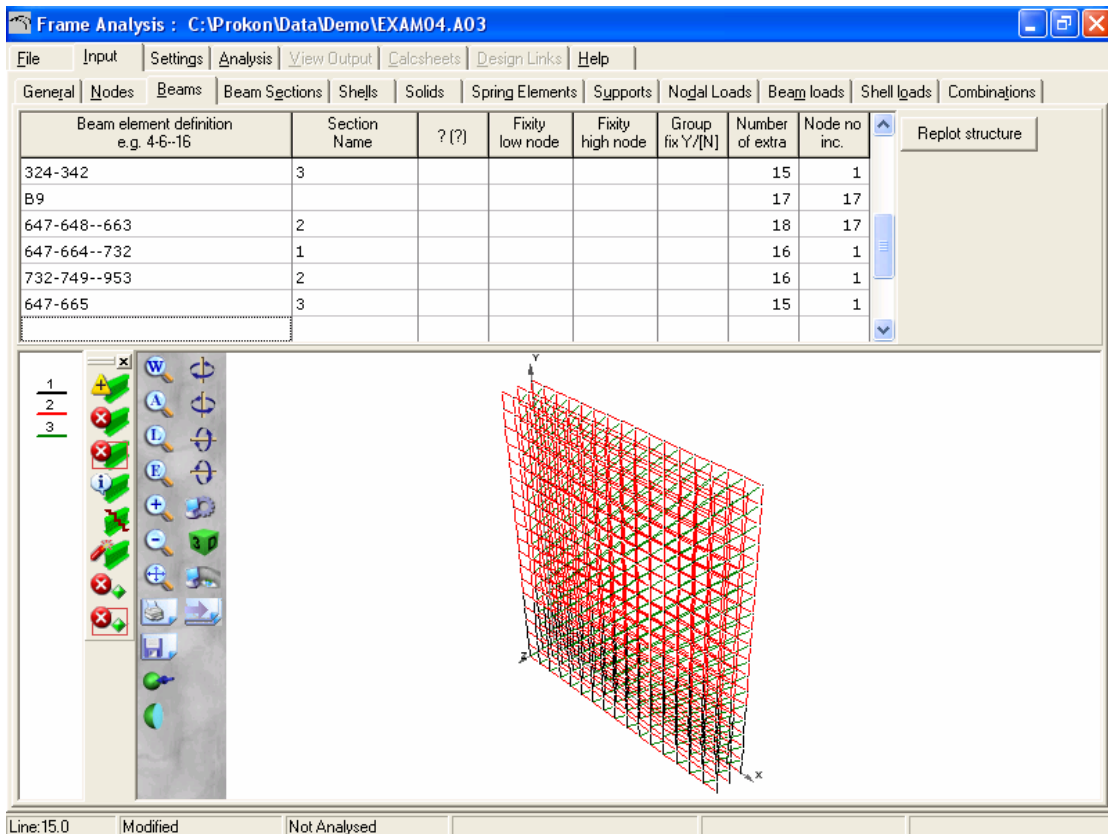 Frame Analysis : C:\Prokon\Data\Demo\EXAM04.A03
File Input Settings Analysis View Output Calcsheets Design Links Help
General Nodes Beams Beam Sections Shells Solids Spring Elements Supports Nodal Loads Beam loads Shell loads Combinations
Beam element definition Section ? (?) Fixity Fixity Group Number Node no
e.g. 4-6--16 Name low node high node fix Y/[N] of extra inc.
Replot structure
324-342 3 15 1
B9 17 17
647-648--663 2 18 17
647-664--732 1 16 1
732-749--953 2 16 1
647-665 3 15 1
1
2
3
W
A
L
E
3D
Y
Z
X
Line:15.0 Modified Not Analysed